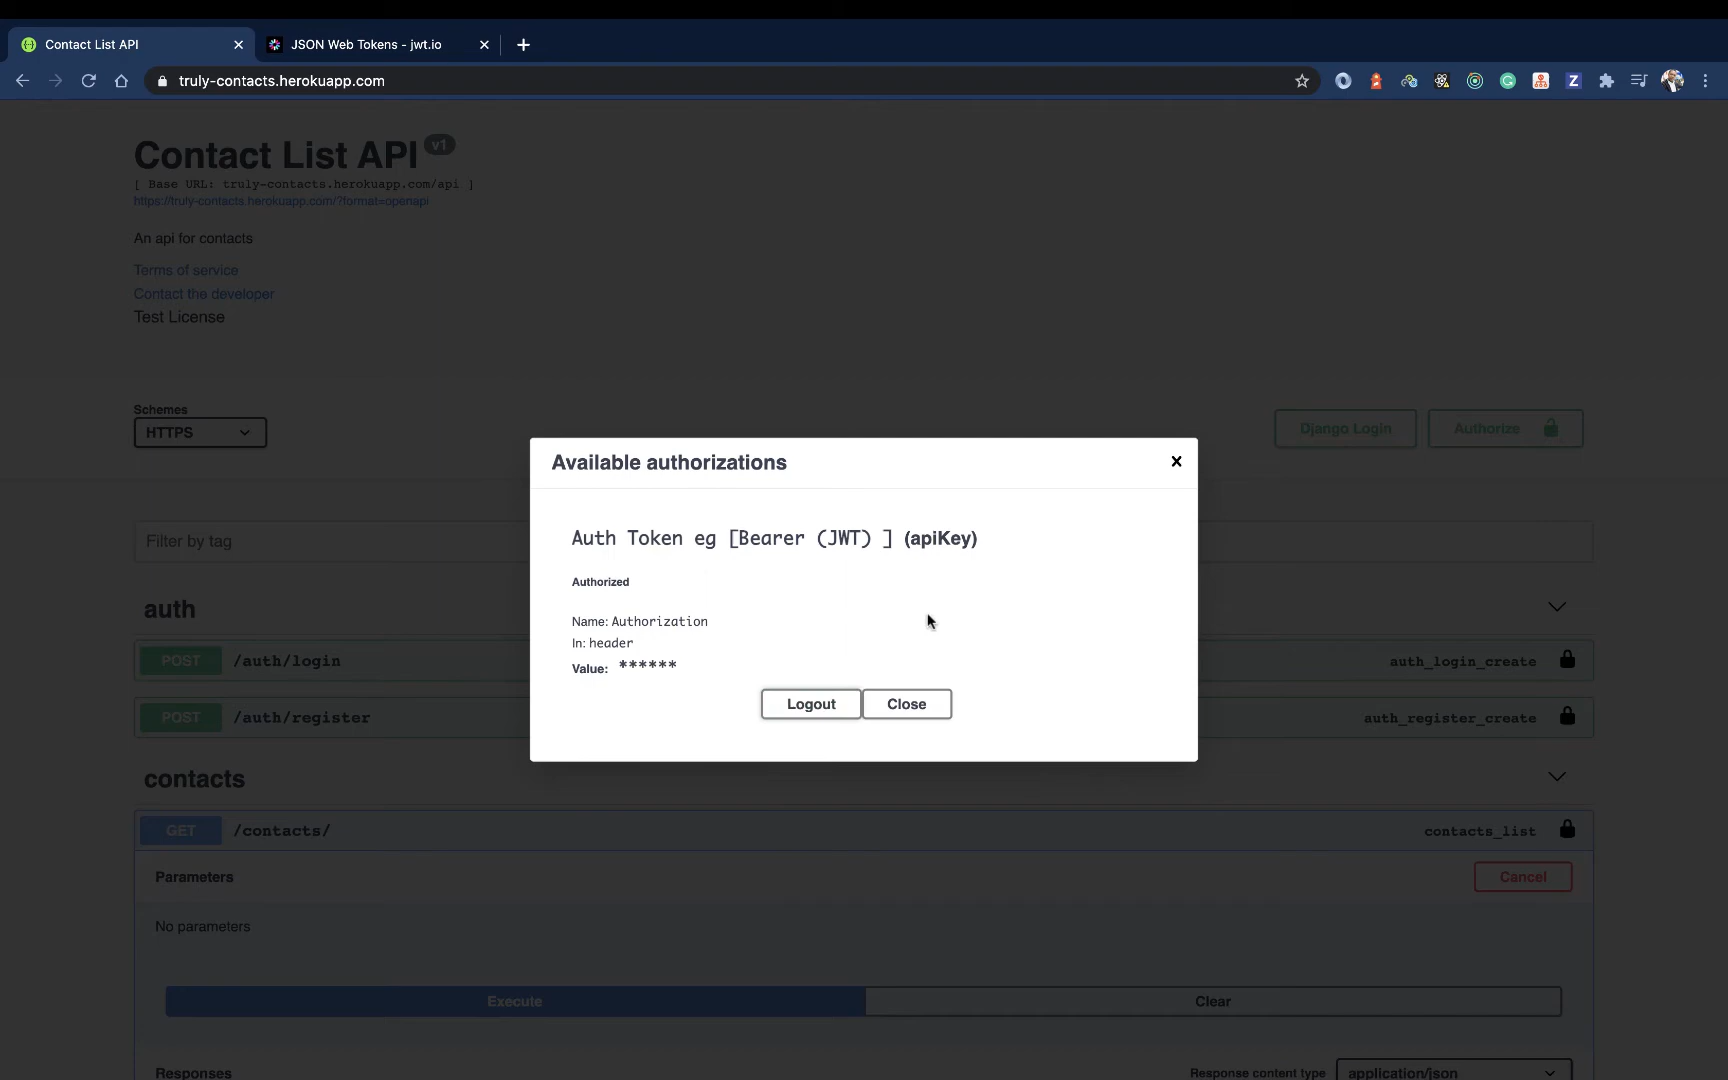 Contact List API
JSON Web Tokens - jwt.io
truly-contacts.herokuapp.com
Z
Contact List API v1
[ Base URL: truly-contacts.herokuapp.com/api ]
https://truly-contacts.herokuapp.com/?format=openapi
An api for contacts
Terms of service
Contact the developer
Test License
Schemes
HTTPS
Django Login
Authorize
Available authorizations
Auth Token eg [Bearer (JWT) ] (apiKey)
Authorized
Name: Authorization
In: header
Value: ******
Logout
Close
Filter by tag
auth
POST /auth/login auth_login_create
POST /auth/register auth_register_create
contacts
GET /contacts/ contacts_list
Parameters
Cancel
No parameters
Execute
Clear
Responses
Response content type
application/json